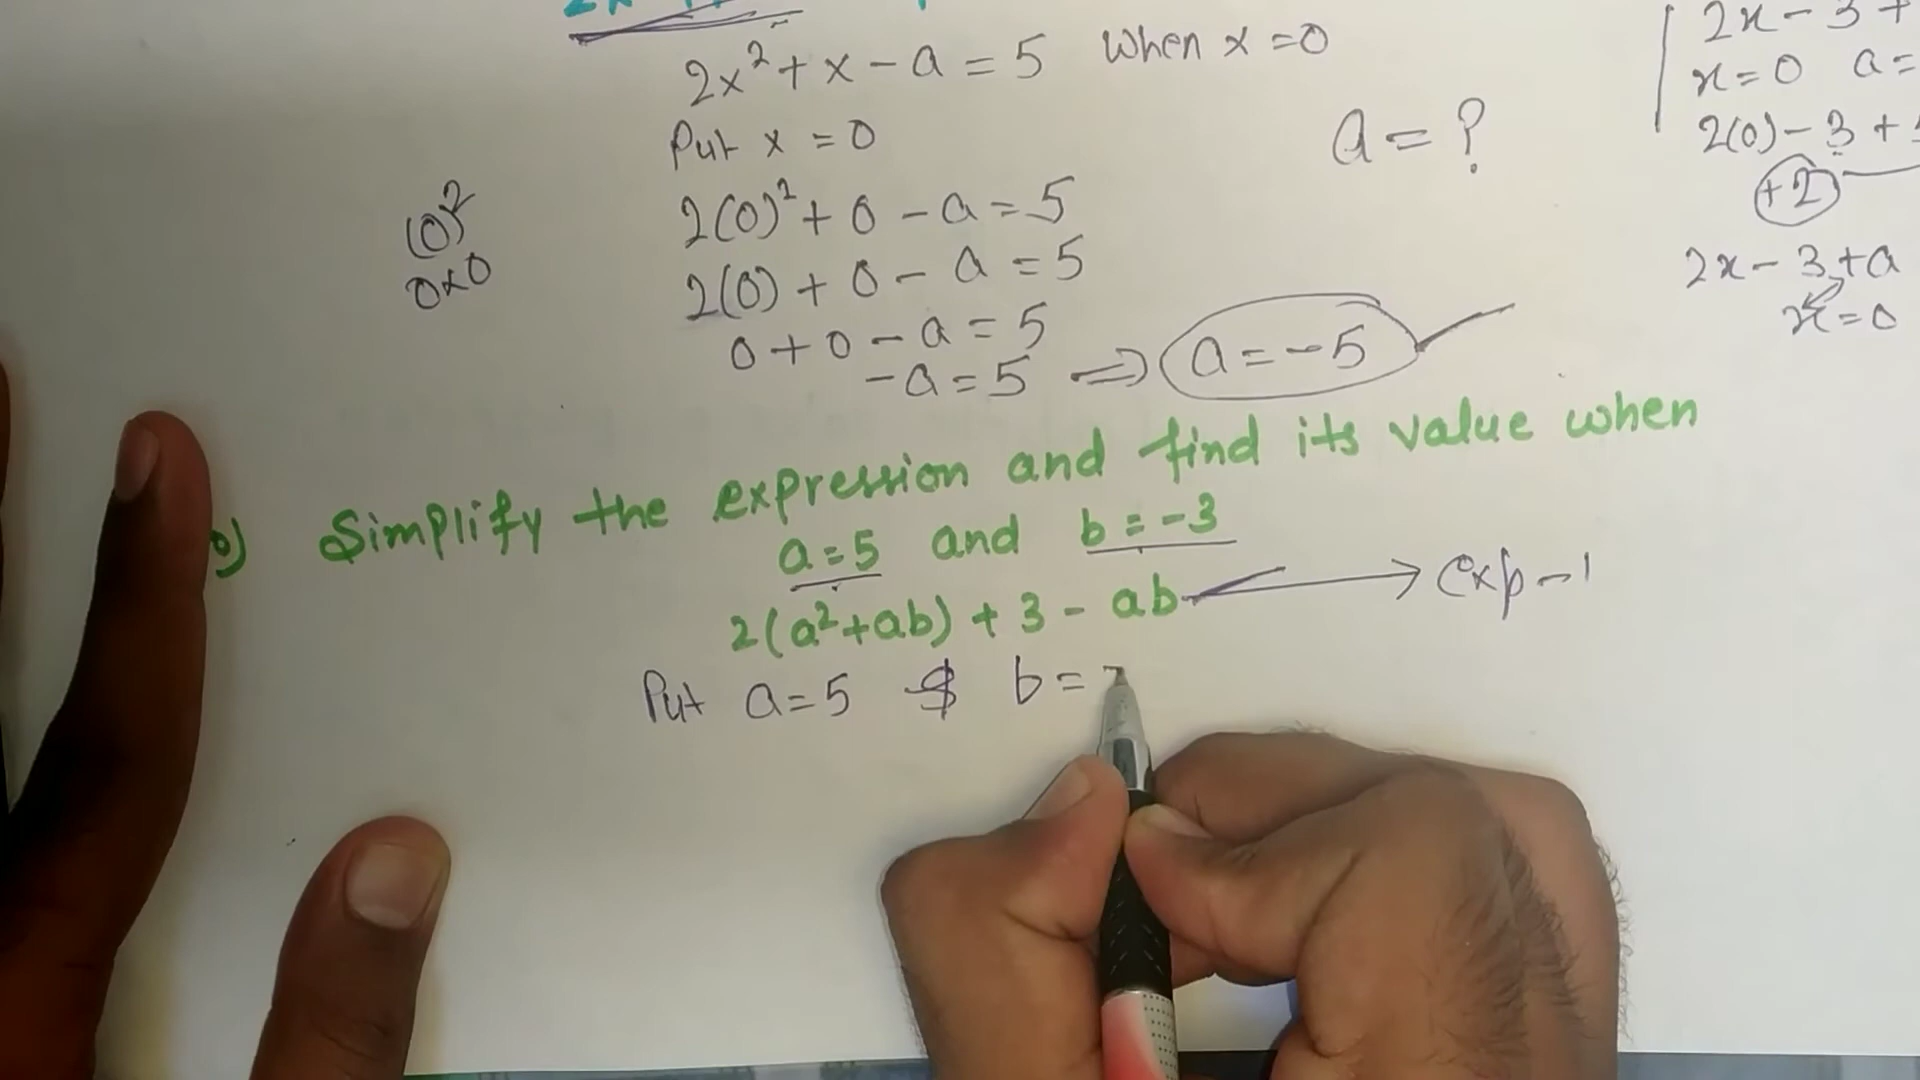 2x² + x - a = 5 when x = 0
Put x = 0
a = ?
2(0)² + 0 - a = 5
(0)²
0x0
2(0) + 0 - a = 5
0 + 0 - a = 5
-a = 5 ⇒ a = -5
2x - 3 +
x = 0 a =
2(0) - 3 +
+2
2x - 3 + a
x = 0
Simplify the expression and find its value when
a = 5 and b = -3
2(a² + ab) + 3 - ab → exp - 1
Put a = 5 & b = -